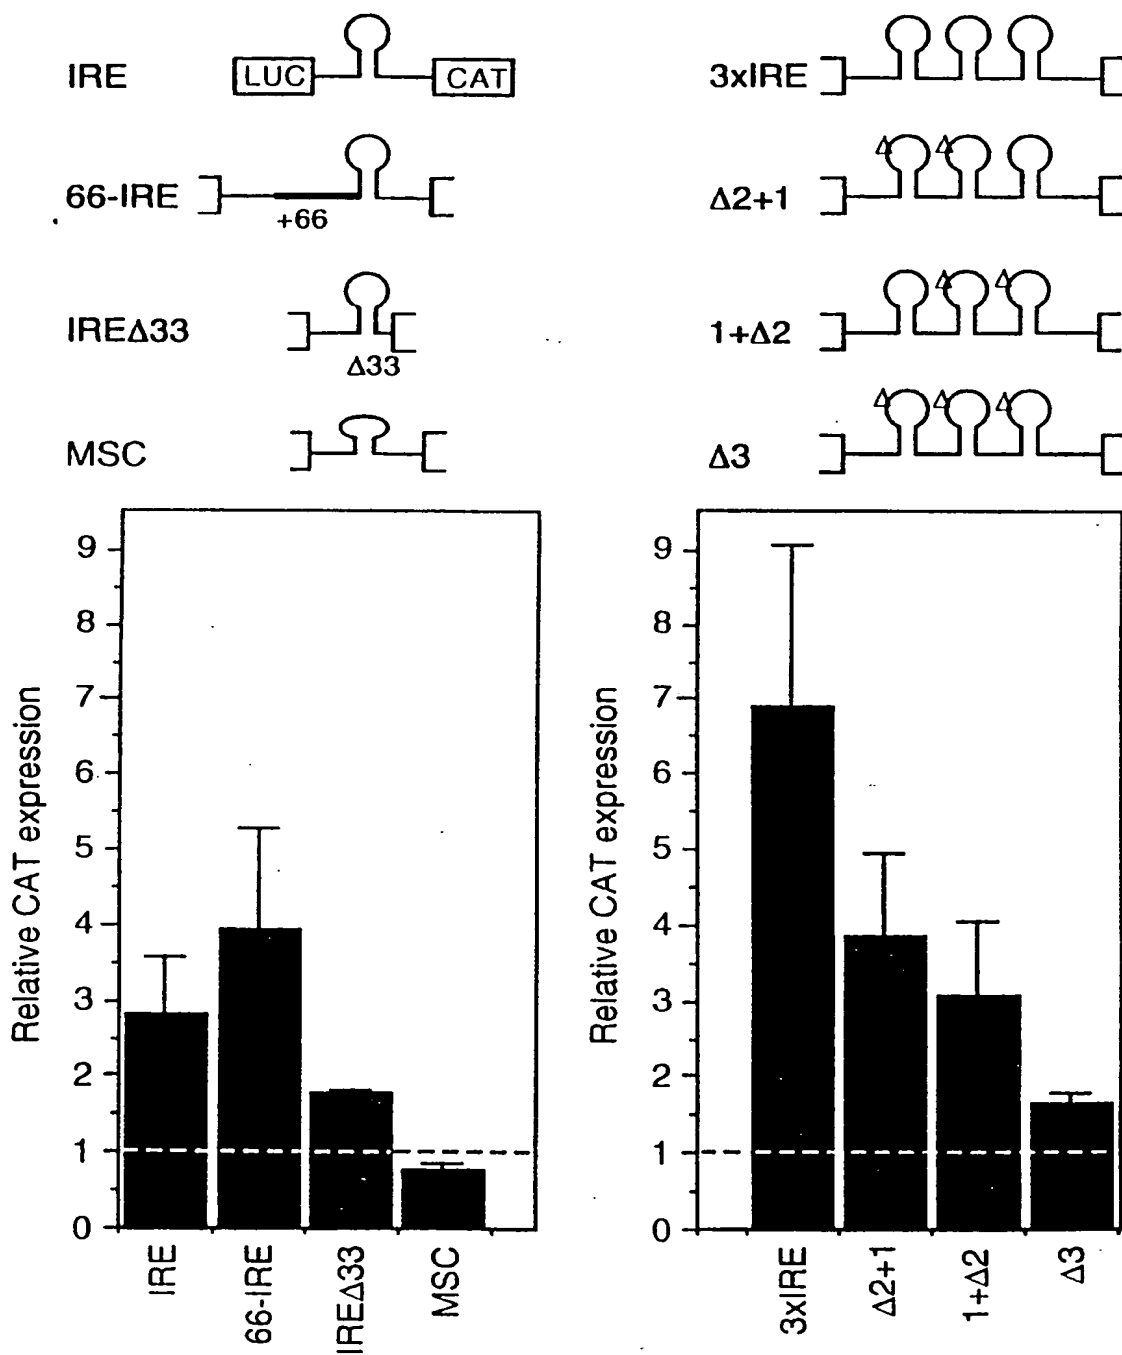 IRE
LUC
CAT
66-IRE
+66
IREΔ33
Δ33
MSC
3xIRE
Δ2+1
Δ
Δ
1+Δ2
Δ
Δ
Δ3
Δ
Δ
Δ
Relative CAT expression
9
8
7
6
5
4
3
2
1
0
IRE
66-IRE
IREΔ33
MSC
Relative CAT expression
9
8
7
6
5
4
3
2
1
0
3xIRE
Δ2+1
1+Δ2
Δ3